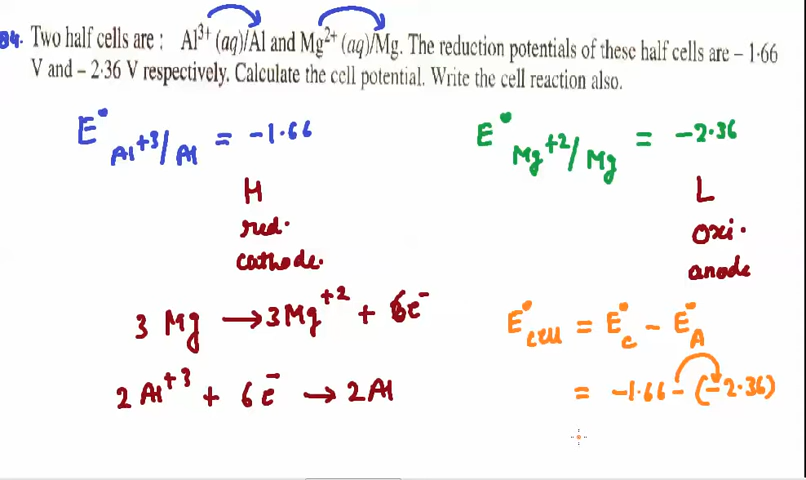 84. Two half cells are : Al³⁺ (aq)/Al and Mg²⁺ (aq)/Mg. The reduction potentials of these half cells are – 1·66
V and – 2·36 V respectively. Calculate the cell potential. Write the cell reaction also.
E° Al⁺³/Al = -1.66
E° Mg⁺²/Mg = -2.36
H
red.
cathode.
L
oxi.
anode
3 Mg → 3Mg⁺² + 6e⁻
2Al⁺³ + 6e⁻ → 2Al
E°cell = E°c - E°A
= -1.66 - (-2.36)